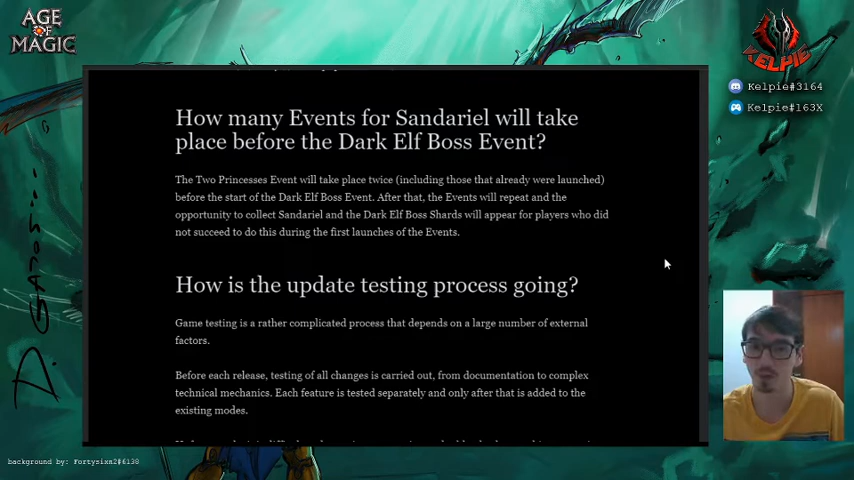 AGE
OF
MAGIC
KELPIE
Kelpie#3164
Kelpie#163X
How many Events for Sandariel will take
place before the Dark Elf Boss Event?
The Two Princesses Event will take place twice (including those that already were launched)
before the start of the Dark Elf Boss Event. After that, the Events will repeat and the
opportunity to collect Sandariel and the Dark Elf Boss Shards will appear for players who did
not succeed to do this during the first launches of the Events.
How is the update testing process going?
Game testing is a rather complicated process that depends on a large number of external
factors.
Before each release, testing of all changes is carried out, from documentation to complex
technical mechanics. Each feature is tested separately and only after that is added to the
existing modes.